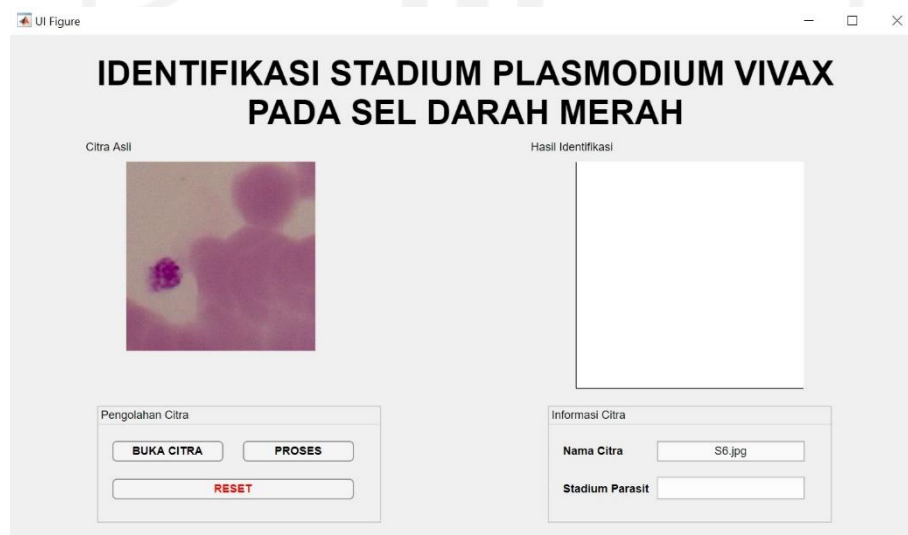 UI Figure
IDENTIFIKASI STADIUM PLASMODIUM VIVAX
PADA SEL DARAH MERAH
Citra Asli
Hasil Identifikasi
Pengolahan Citra
BUKA CITRA
PROSES
RESET
Informasi Citra
Nama Citra
S6.jpg
Stadium Parasit